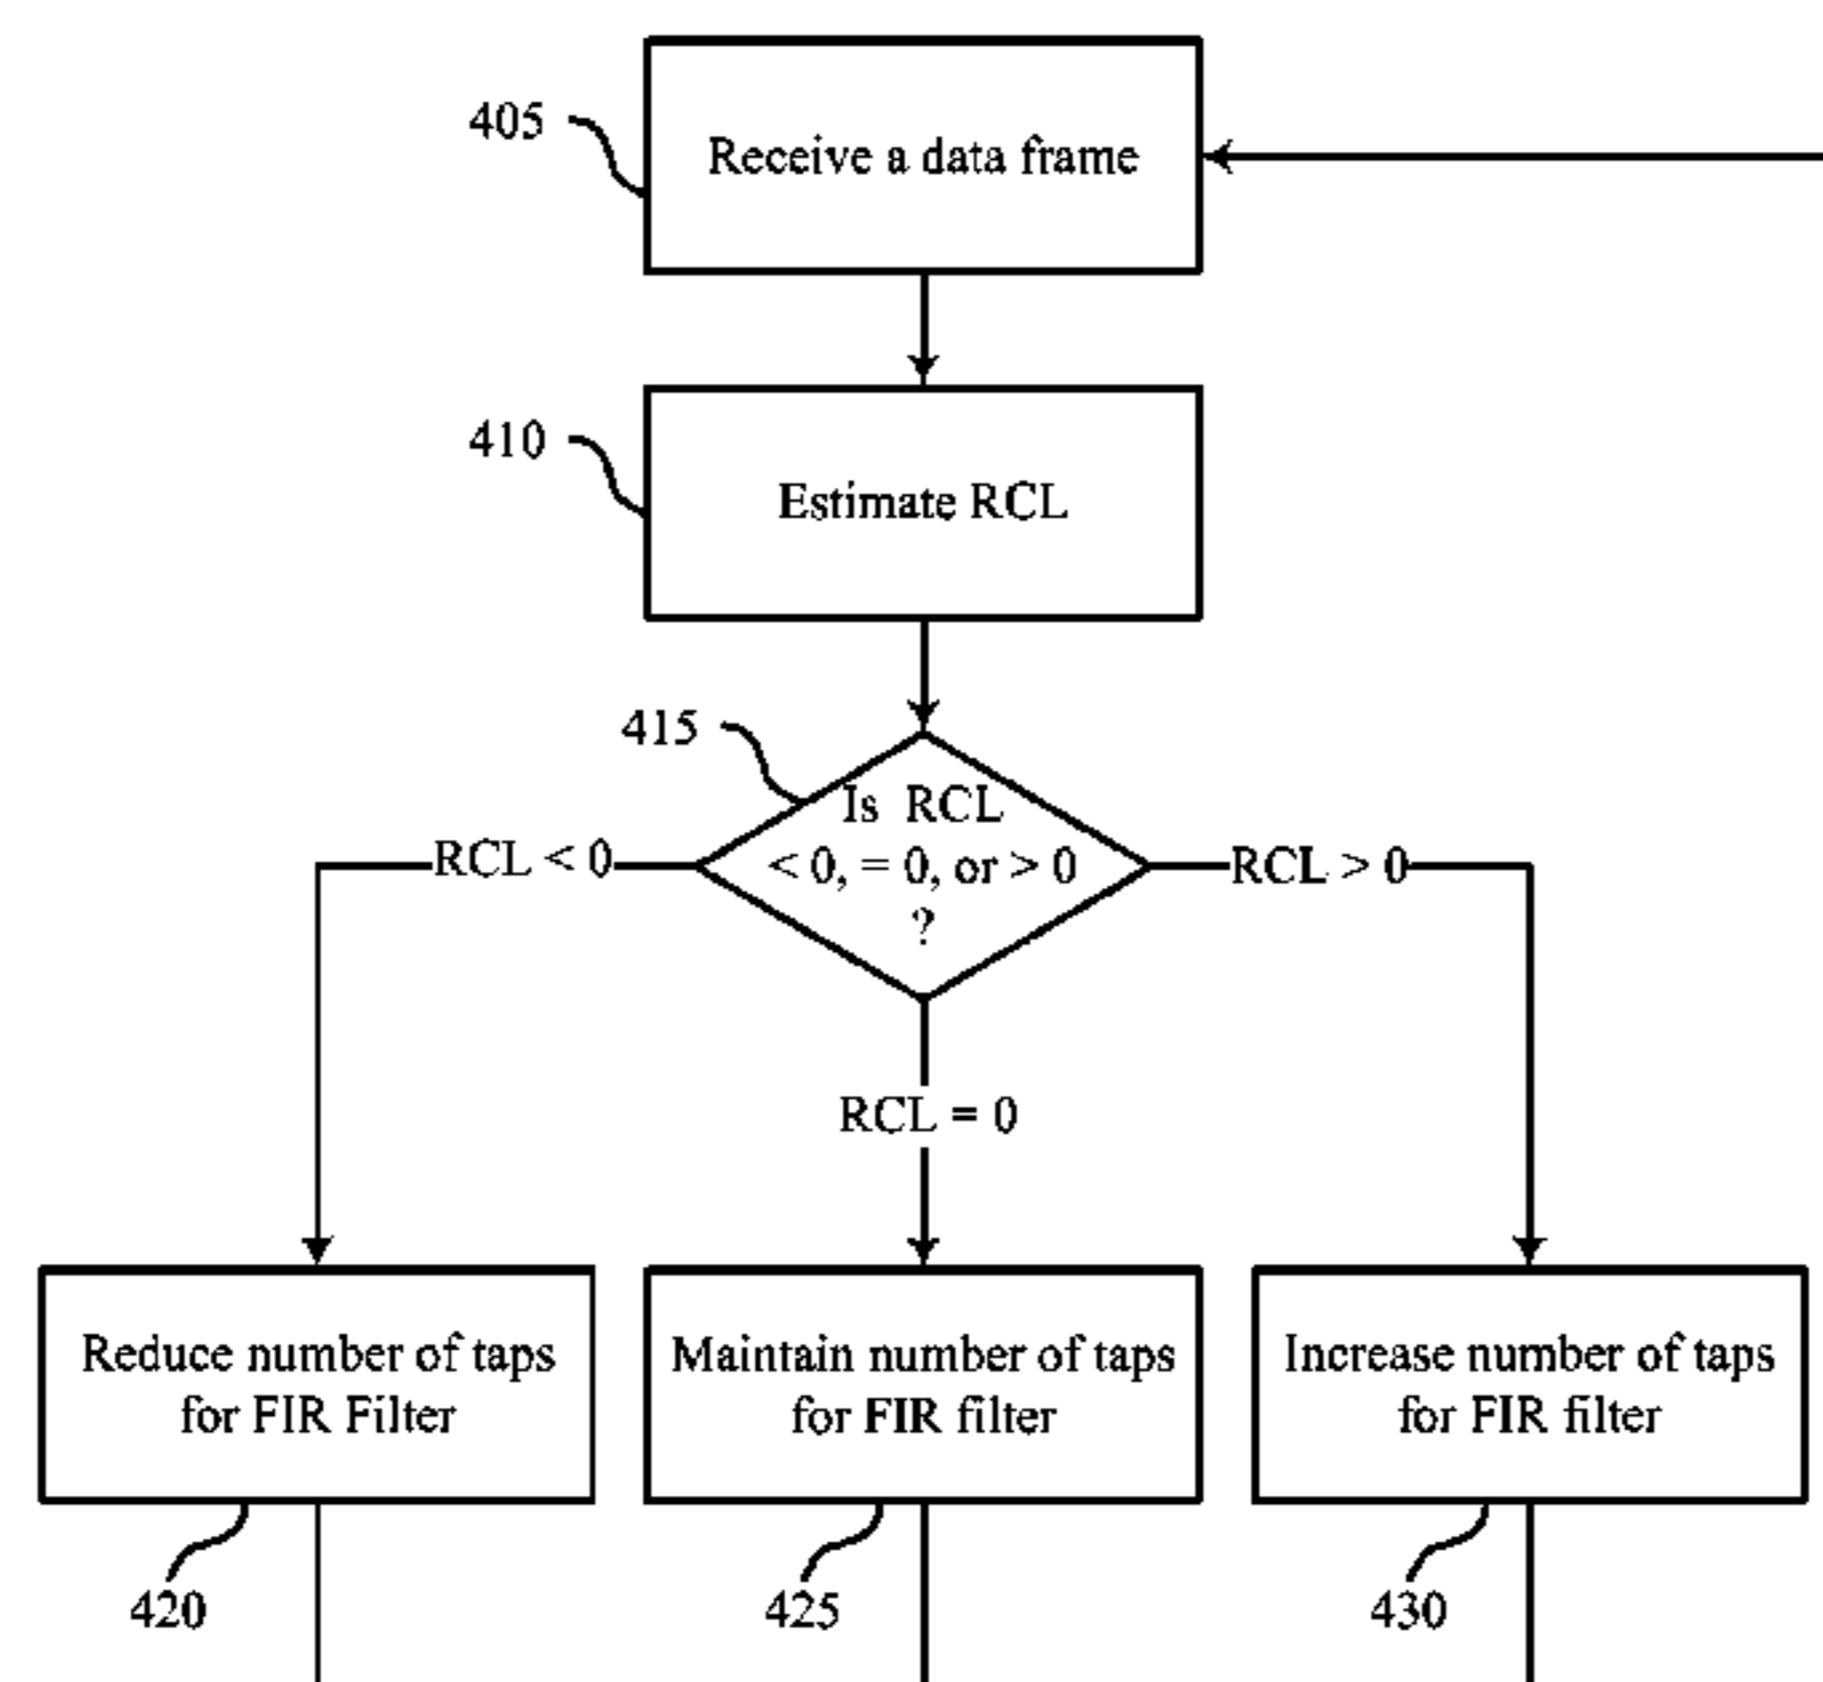 405
Receive a data frame
410
Estimate RCL
415
Is RCL
< 0, = 0, or > 0
?
RCL < 0
RCL > 0
RCL = 0
Reduce number of taps
for FIR Filter
Maintain number of taps
for FIR filter
Increase number of taps
for FIR filter
420
425
430